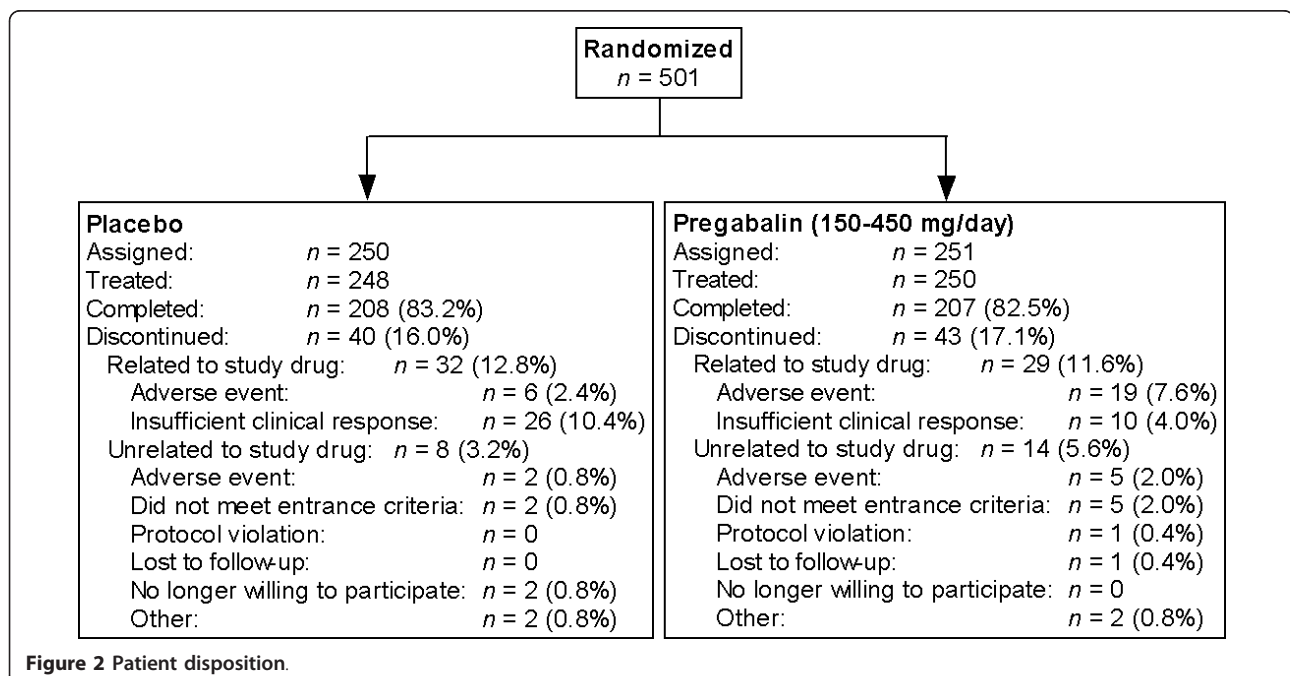 Randomized
n = 501
Placebo
Assigned: n = 250
Treated: n = 248
Completed: n = 208 (83.2%)
Discontinued: n = 40 (16.0%)
Related to study drug: n = 32 (12.8%)
Adverse event: n = 6 (2.4%)
Insufficient clinical response: n = 26 (10.4%)
Unrelated to study drug: n = 8 (3.2%)
Adverse event: n = 2 (0.8%)
Did not meet entrance criteria: n = 2 (0.8%)
Protocol violation: n = 0
Lost to follow-up: n = 0
No longer willing to participate: n = 2 (0.8%)
Other: n = 2 (0.8%)
Pregabalin (150-450 mg/day)
Assigned: n = 251
Treated: n = 250
Completed: n = 207 (82.5%)
Discontinued: n = 43 (17.1%)
Related to study drug: n = 29 (11.6%)
Adverse event: n = 19 (7.6%)
Insufficient clinical response: n = 10 (4.0%)
Unrelated to study drug: n = 14 (5.6%)
Adverse event: n = 5 (2.0%)
Did not meet entrance criteria: n = 5 (2.0%)
Protocol violation: n = 1 (0.4%)
Lost to follow-up: n = 1 (0.4%)
No longer willing to participate: n = 0
Other: n = 2 (0.8%)
Figure 2 Patient disposition.